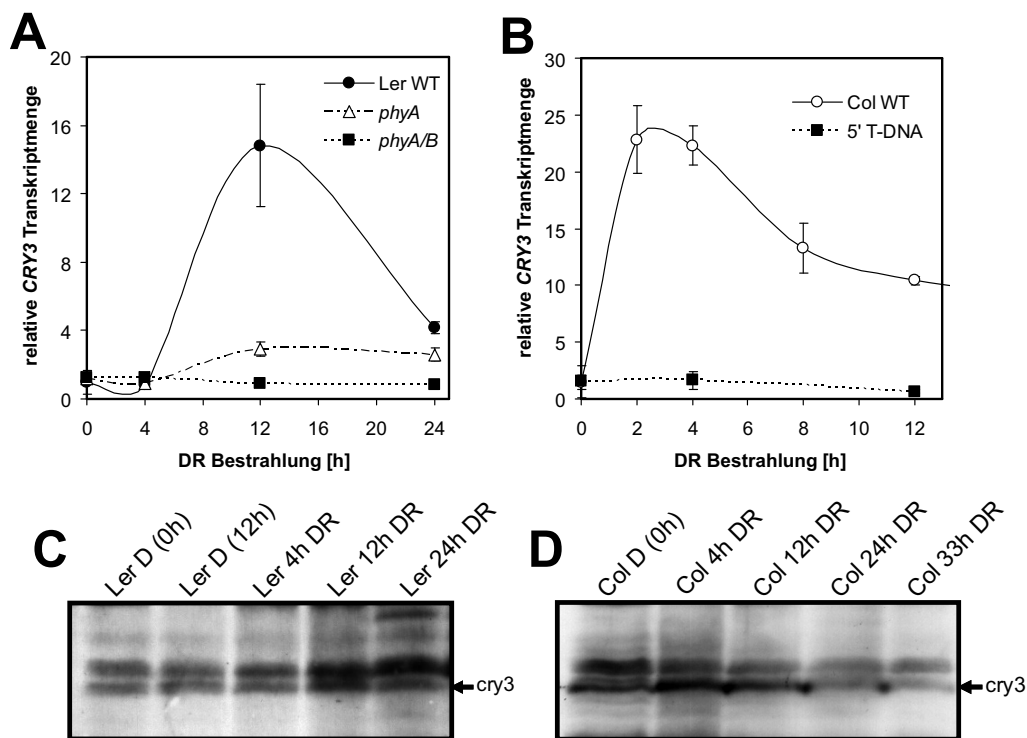 A
relative CRY3 Transkriptmenge
20
16
12
8
4
0
Ler WT
phyA
phyA/B
0 4 8 12 16 20 24
DR Bestrahlung [h]
B
relative CRY3 Transkriptmenge
30
25
20
15
10
5
0
Col WT
5' T-DNA
0 2 4 6 8 10 12
DR Bestrahlung [h]
C
Ler D (0h)
Ler D (12h)
Ler 4h DR
Ler 12h DR
Ler 24h DR
cry3
D
Col D (0h)
Col 4h DR
Col 12h DR
Col 24h DR
Col 33h DR
cry3